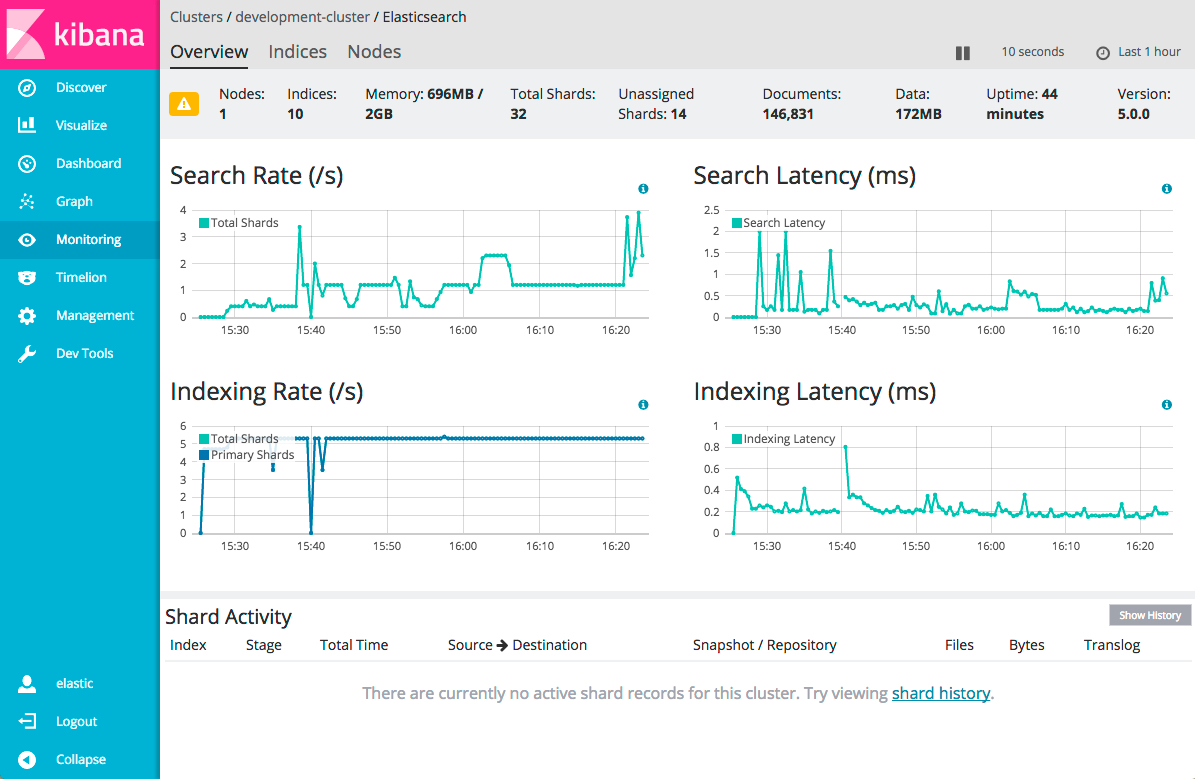 kibana
Clusters / development-cluster / Elasticsearch
Overview Indices Nodes
10 seconds Last 1 hour
Discover
Visualize
Dashboard
Graph
Monitoring
Timelion
Management
Dev Tools
elastic
Logout
Collapse
Nodes:
1
Indices:
10
Memory: 696MB /
2GB
Total Shards:
32
Unassigned
Shards: 14
Documents:
146,831
Data:
172MB
Uptime: 44
minutes
Version:
5.0.0
Search Rate (/s)
Total Shards
4
3
2
1
0
15:30 15:40 15:50 16:00 16:10 16:20
Search Latency (ms)
Search Latency
2.5
2
1.5
1
0.5
0
15:30 15:40 15:50 16:00 16:10 16:20
Indexing Rate (/s)
Total Shards
Primary Shards
6
5
4
3
2
1
0
15:30 15:40 15:50 16:00 16:10 16:20
Indexing Latency (ms)
Indexing Latency
1
0.8
0.6
0.4
0.2
0
15:30 15:40 15:50 16:00 16:10 16:20
Shard Activity
Show History
Index Stage Total Time Source → Destination Snapshot / Repository Files Bytes Translog
There are currently no active shard records for this cluster. Try viewing shard history.